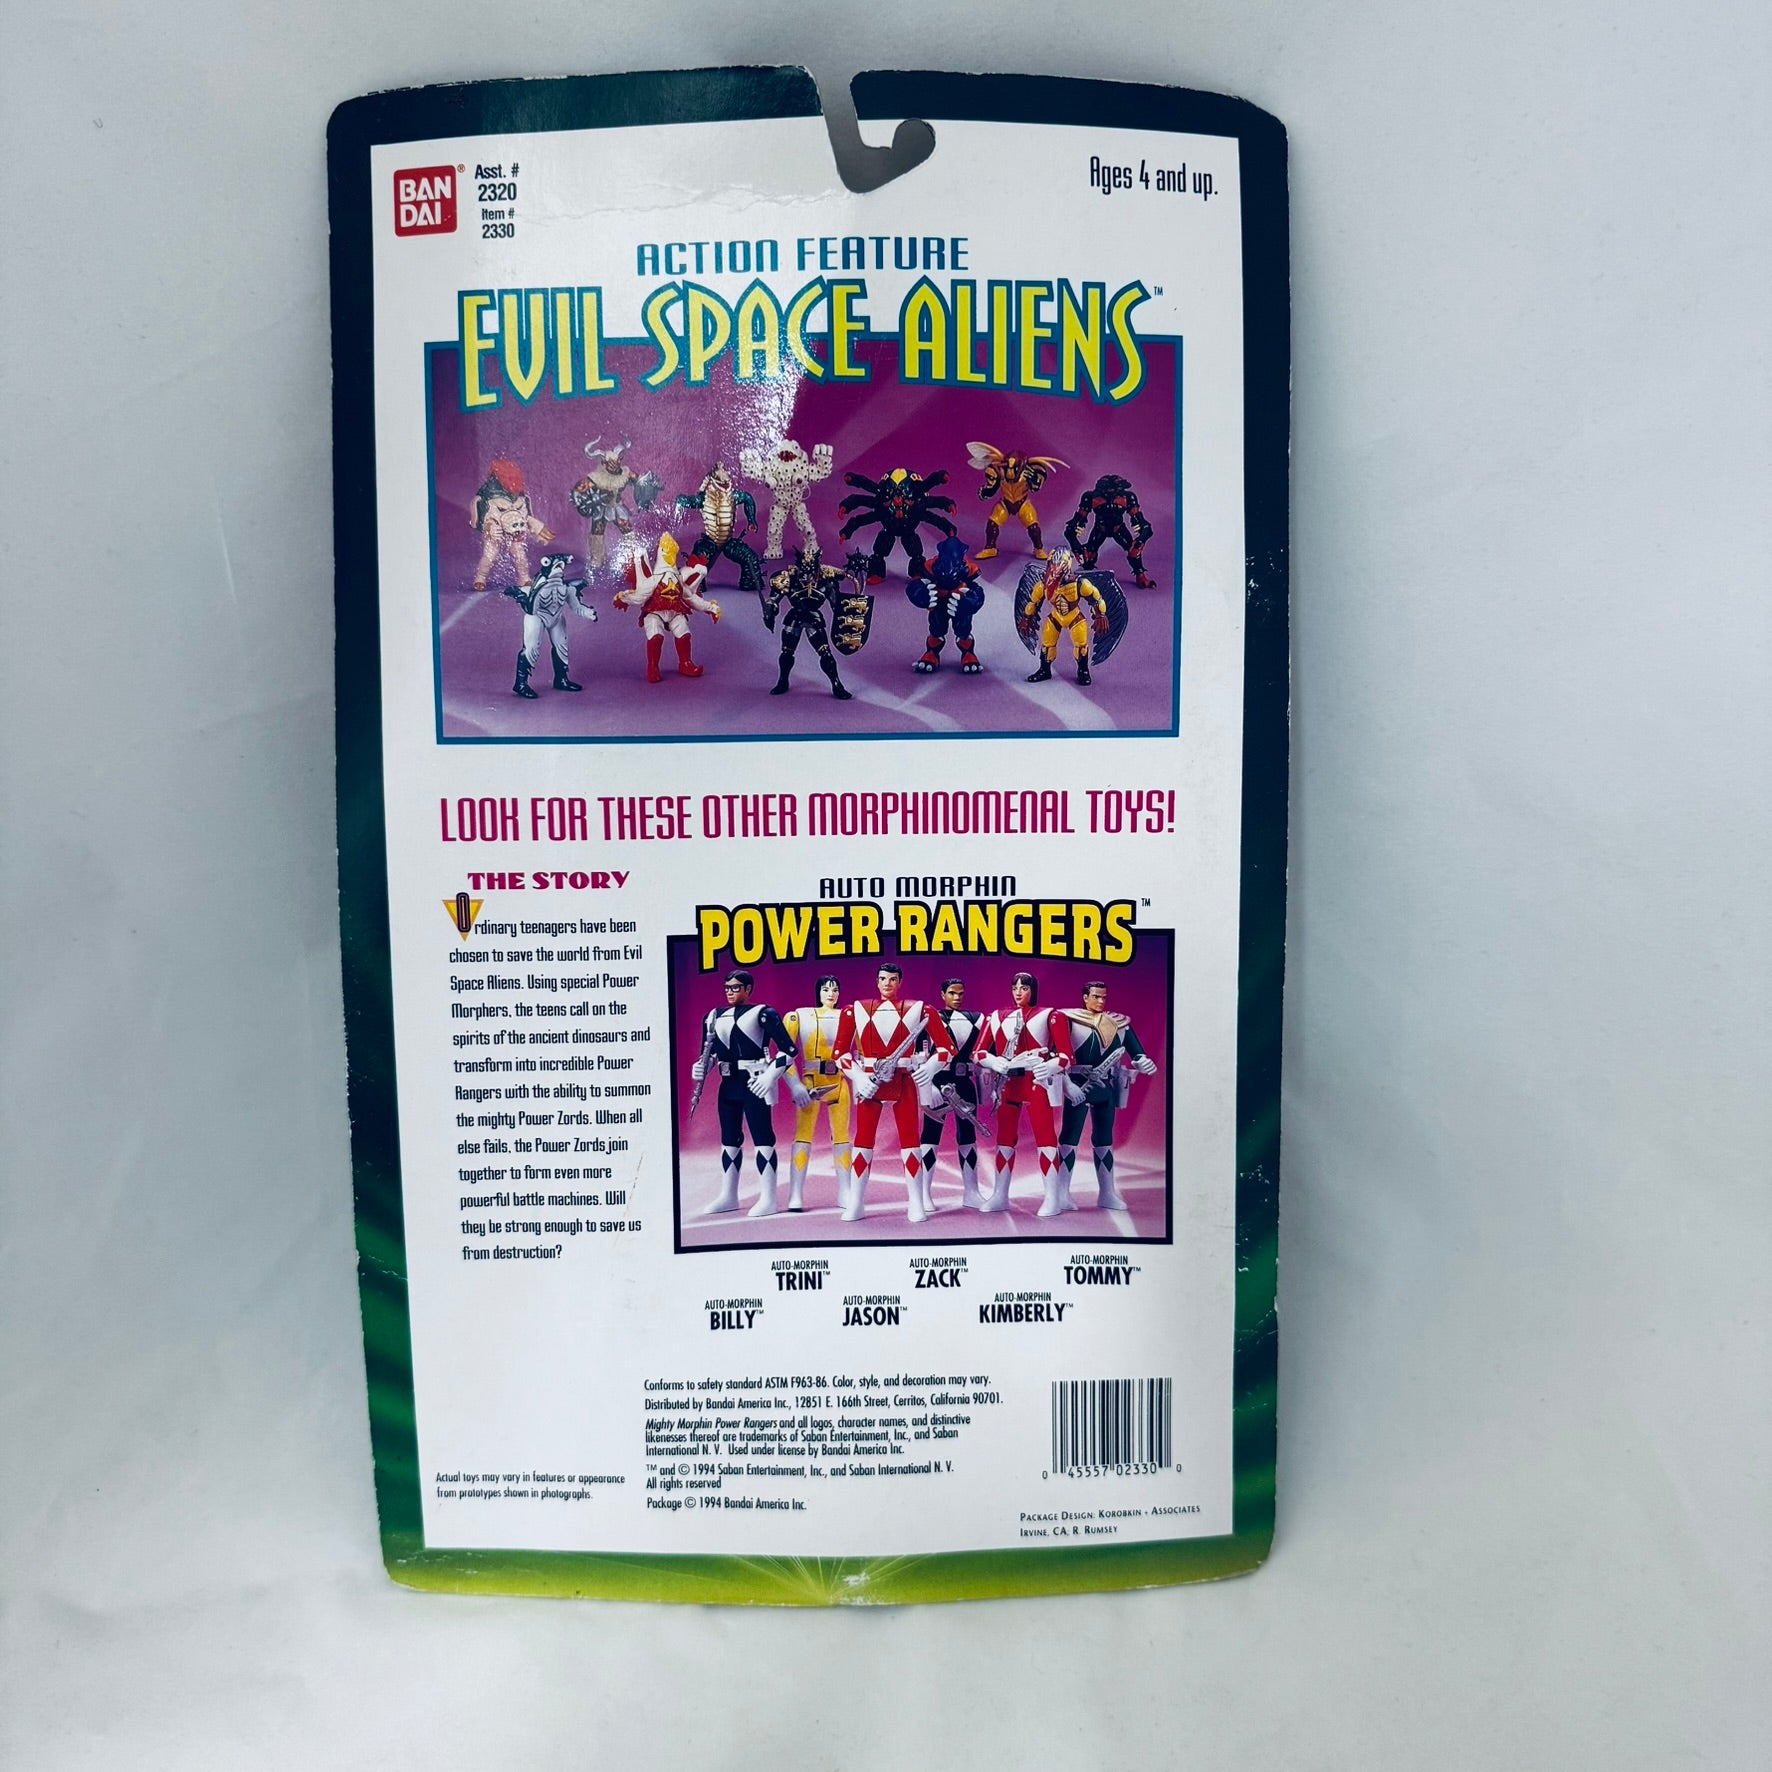 BAN
DAI
®
Asst. #
2320
Item #
2330
Ages 4 and up.
ACTION FEATURE
EVIL SPACE ALIENS™
LOOK FOR THESE OTHER MORPHINOMENAL TOYS!
THE STORY
Ordinary teenagers have been
chosen to save the world from Evil
Space Aliens. Using special Power
Morphers, the teens call on the
spirits of the ancient dinosaurs and
transform into incredible Power
Rangers with the ability to summon
the mighty Power Zords. When all
else fails, the Power Zords join
together to form even more
powerful battle machines. Will
they be strong enough to save us
from destruction?
AUTO MORPHIN
POWER RANGERS™
AUTO-MORPHIN
TRINI™
AUTO-MORPHIN
ZACK™
AUTO-MORPHIN
TOMMY™
AUTO-MORPHIN
BILLY™
AUTO-MORPHIN
JASON™
AUTO-MORPHIN
KIMBERLY™
Conforms to safety standard ASTM F963-86. Color, style, and decoration may vary.
Distributed by Bandai America Inc., 12851 E. 166th Street, Cerritos, California 90701.
Mighty Morphin Power Rangers and all logos, character names, and distinctive
likenesses thereof are trademarks of Saban Entertainment, Inc., and Saban
International N. V. Used under license by Bandai America Inc.
™ and © 1994 Saban Entertainment, Inc., and Saban International N. V.
All rights reserved
Package © 1994 Bandai America Inc.
Actual toys may vary in features or appearance
from prototypes shown in photographs.
0 45557 02330 0
PACKAGE DESIGN: KOROBKIN + ASSOCIATES
IRVINE, CA, R. RUMSEY